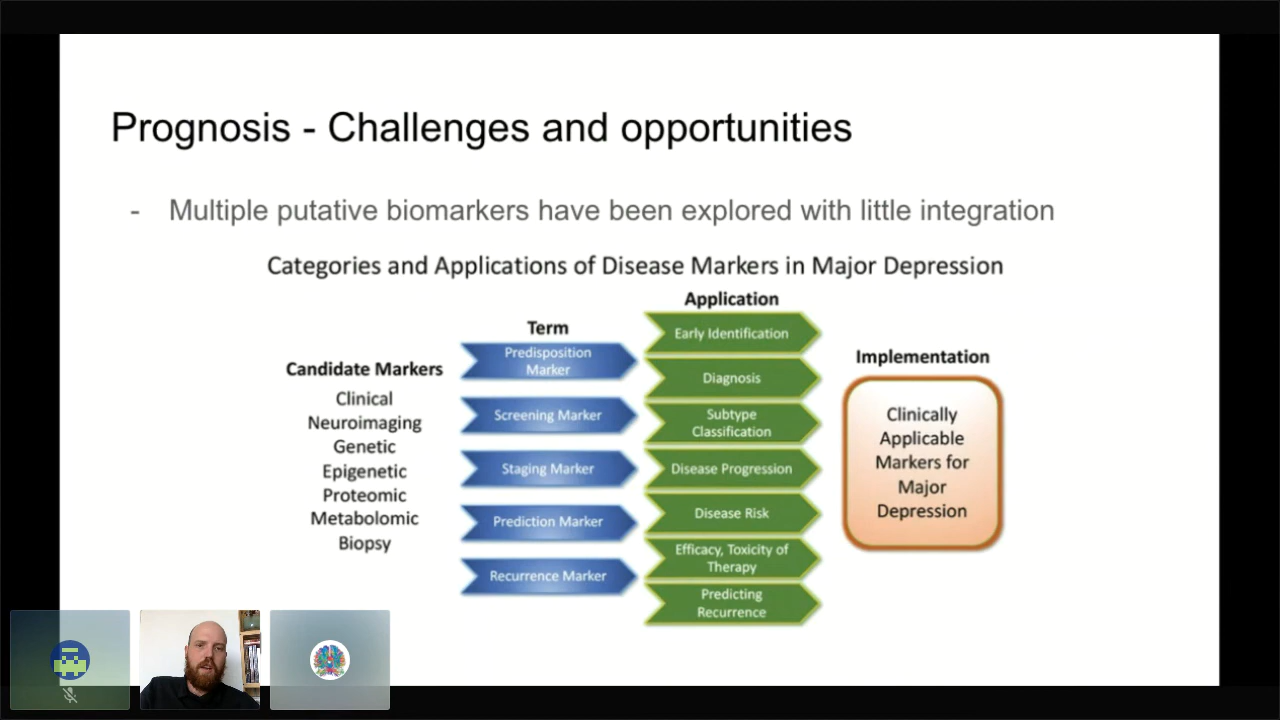 Prognosis - Challenges and opportunities
- Multiple putative biomarkers have been explored with little integration
Categories and Applications of Disease Markers in Major Depression
Candidate Markers
Clinical
Neuroimaging
Genetic
Epigenetic
Proteomic
Metabolomic
Biopsy
Term
Predisposition
Marker
Screening Marker
Staging Marker
Prediction Marker
Recurrence Marker
Application
Early Identification
Diagnosis
Subtype
Classification
Disease Progression
Disease Risk
Efficacy, Toxicity of
Therapy
Predicting
Recurrence
Implementation
Clinically
Applicable
Markers for
Major
Depression